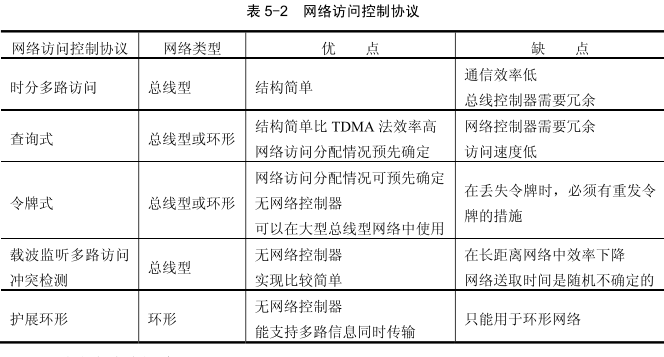 表 5-2 网络访问控制协议
网络访问控制协议 网络类型 优 点 缺 点
时分多路访问 总线型 结构简单 通信效率低
总线控制器需要冗余
查询式 总线型或环形 结构简单比 TDMA 法效率高 网络控制器需要冗余
网络访问分配情况预先确定 访问速度低
令牌式 总线型或环形 网络访问分配情况可预先确定 在丢失令牌时，必须有重发令
无网络控制器 牌的措施
可以在大型总线型网络中使用
载波监听多路访问 总线型 无网络控制器 在长距离网络中效率下降
冲突检测 实现比较简单 网络送取时间是随机不确定的
护展环形 环形 无网络控制器 只能用于环形网络
能支持多路信息同时传输